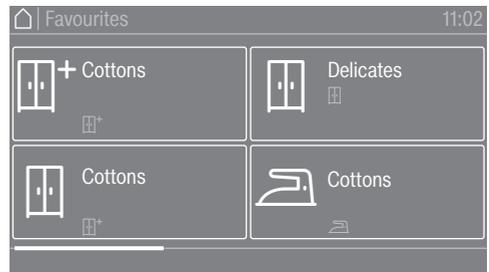 Favourites 11:02
+ Cottons
Delicates
+
Cottons
Cottons
+